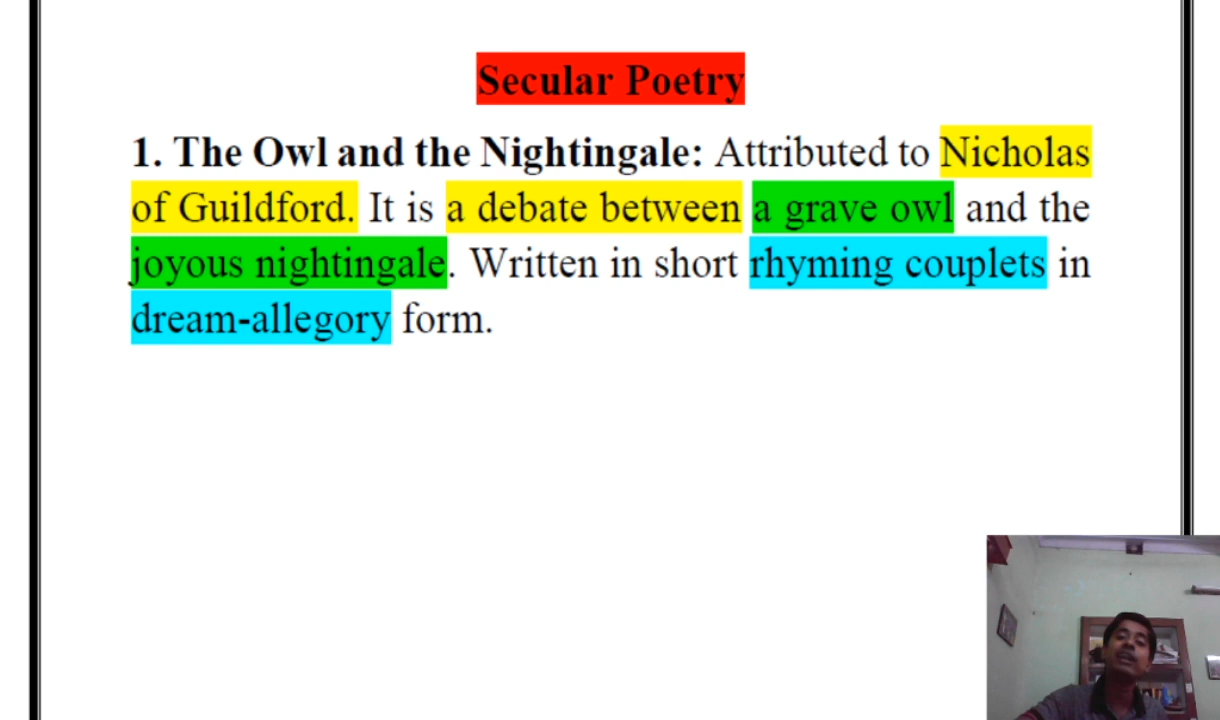 Secular Poetry
1. The Owl and the Nightingale: Attributed to Nicholas
of Guildford. It is a debate between a grave owl and the
joyous nightingale. Written in short rhyming couplets in
dream-allegory form.